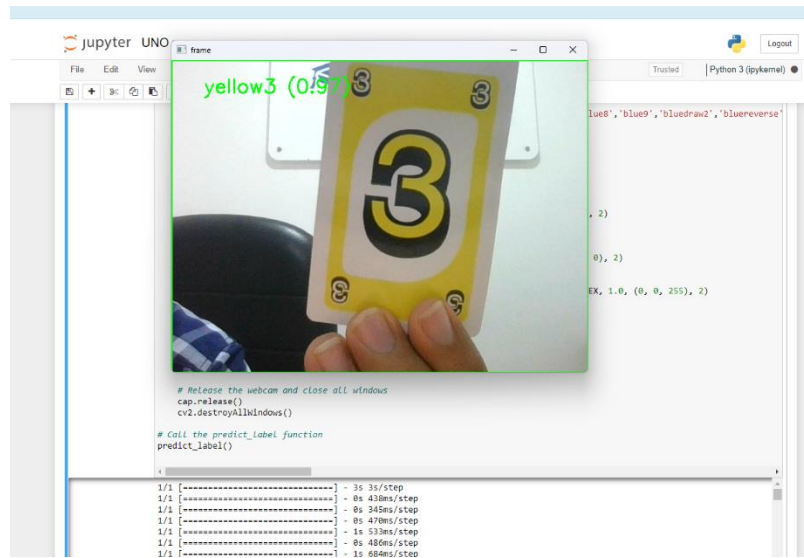 jupyter UNO
Logout
File Edit View
Trusted
Python 3 (ipykernel)
frame
yellow3 (0.97)
3
3
3
3
3
lue8','blue9','bluedraw2','bluereverse'
, 2)
0), 2)
EX, 1.0, (0, 0, 255), 2)
# Release the webcam and close all windows
cap.release()
cv2.destroyAllWindows()
# Call the predict_label function
predict_label()
1/1 [==============================] - 3s 3s/step
1/1 [==============================] - 0s 438ms/step
1/1 [==============================] - 0s 345ms/step
1/1 [==============================] - 0s 470ms/step
1/1 [==============================] - 1s 533ms/step
1/1 [==============================] - 0s 486ms/step
1/1 [==============================] - 1s 684ms/step